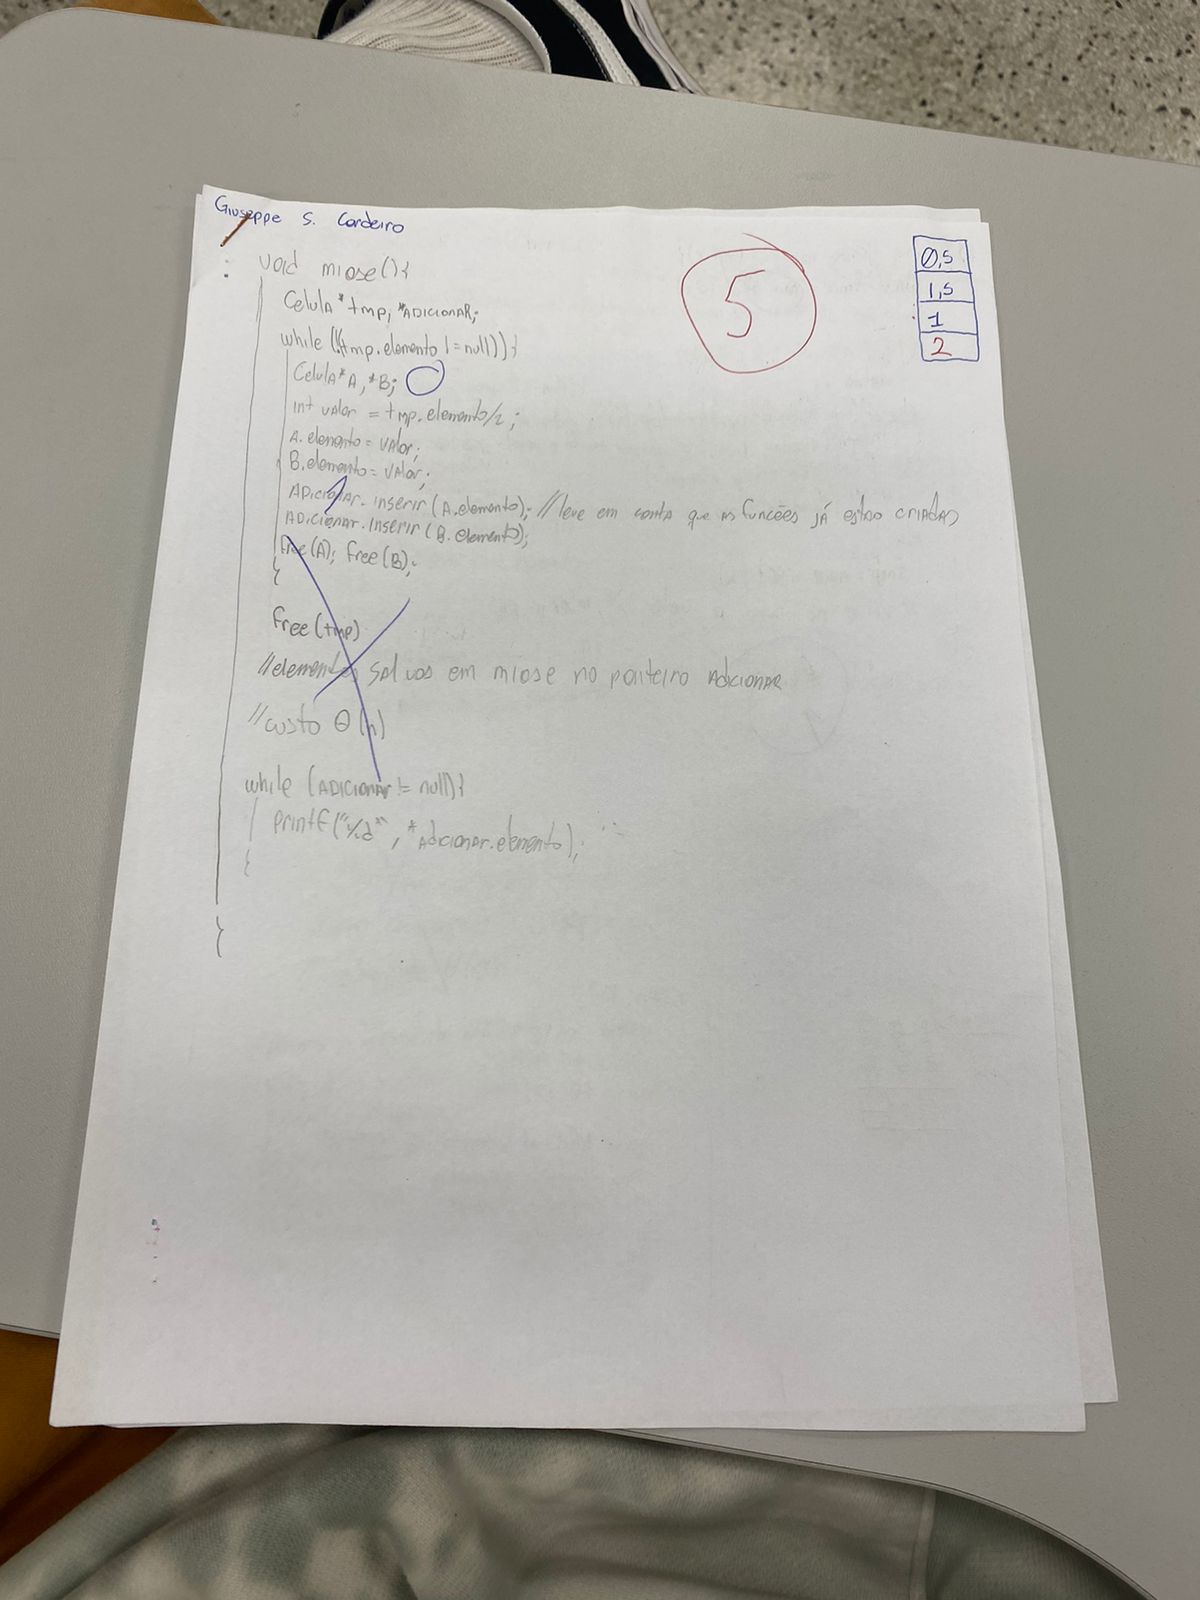 Giuseppe S. Cordeiro
5
0,5
1,5
1
2
void miose(){
Celula *tmp, *ADICIONAR;
while (!(tmp.elemento != null)){
Celula *A, *B;
int valor = tmp.elemento/2;
A.elemento = valor;
B.elemento = valor;
ADICIONAR.inserir(A.elemento); //leve em conta que as funcões já estao criadas
ADICIONAR.inserir(B.elemento);
free(A); free(B);
}
free(tmp)
//elementos salvos em miose no ponteiro ADICIONAR
//custo Θ(n)
while (ADICIONAR != null){
printf("%d", *ADICIONAR.elemento);
}
}